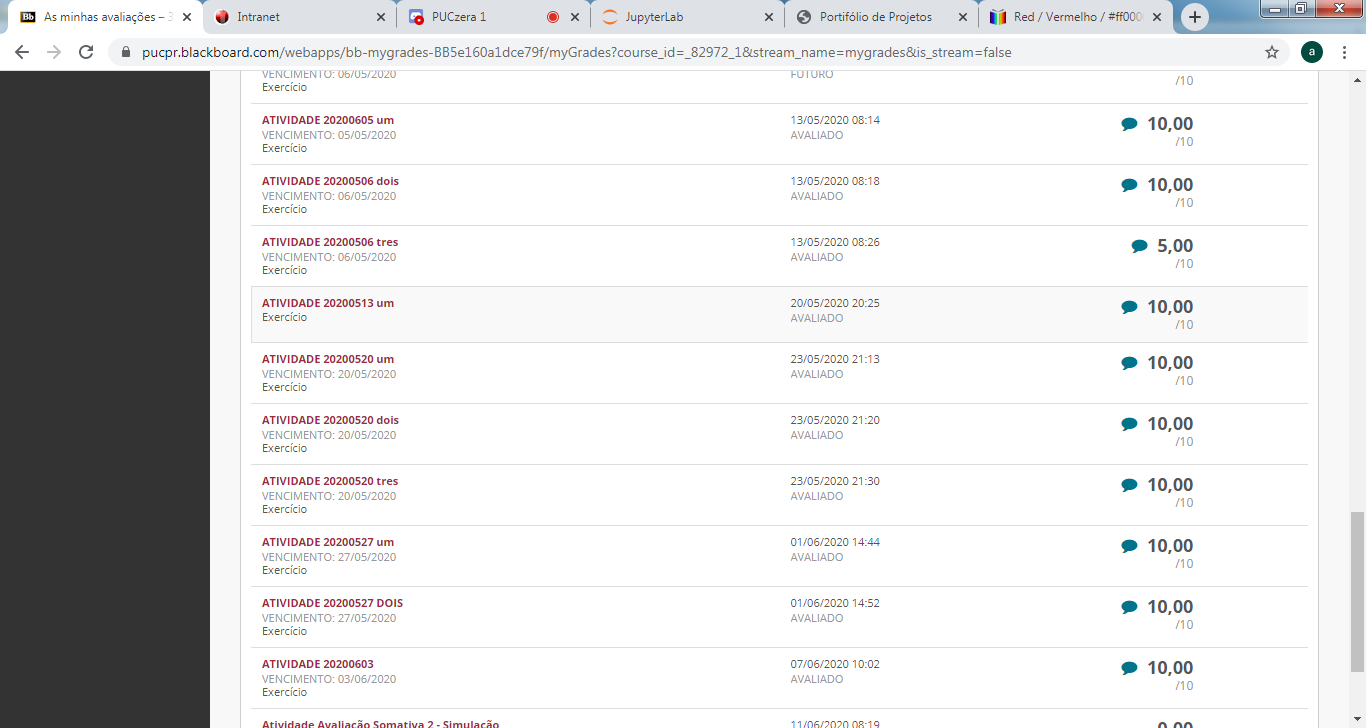 As minhas avaliações – 3
Intranet
PUCzera 1
JupyterLab
Portifólio de Projetos
Red / Vermelho / #ff000
pucpr.blackboard.com/webapps/bb-mygrades-BB5e160a1dce79f/myGrades?course_id=_82972_1&stream_name=mygrades&is_stream=false
a
VENCIMENTO: 06/05/2020
FUTURO
/10
Exercício
ATIVIDADE 20200605 um
13/05/2020 08:14
10,00
VENCIMENTO: 05/05/2020
AVALIADO
/10
Exercício
ATIVIDADE 20200506 dois
13/05/2020 08:18
10,00
VENCIMENTO: 06/05/2020
AVALIADO
/10
Exercício
ATIVIDADE 20200506 tres
13/05/2020 08:26
5,00
VENCIMENTO: 06/05/2020
AVALIADO
/10
Exercício
ATIVIDADE 20200513 um
20/05/2020 20:25
10,00
Exercício
AVALIADO
/10
ATIVIDADE 20200520 um
23/05/2020 21:13
10,00
VENCIMENTO: 20/05/2020
AVALIADO
/10
Exercício
ATIVIDADE 20200520 dois
23/05/2020 21:20
10,00
VENCIMENTO: 20/05/2020
AVALIADO
/10
Exercício
ATIVIDADE 20200520 tres
23/05/2020 21:30
10,00
VENCIMENTO: 20/05/2020
AVALIADO
/10
Exercício
ATIVIDADE 20200527 um
01/06/2020 14:44
10,00
VENCIMENTO: 27/05/2020
AVALIADO
/10
Exercício
ATIVIDADE 20200527 DOIS
01/06/2020 14:52
10,00
VENCIMENTO: 27/05/2020
AVALIADO
/10
Exercício
ATIVIDADE 20200603
07/06/2020 10:02
10,00
VENCIMENTO: 03/06/2020
AVALIADO
/10
Exercício
Atividade Avaliação Somativa 2 - Simulação
11/06/2020 08:19
0,00